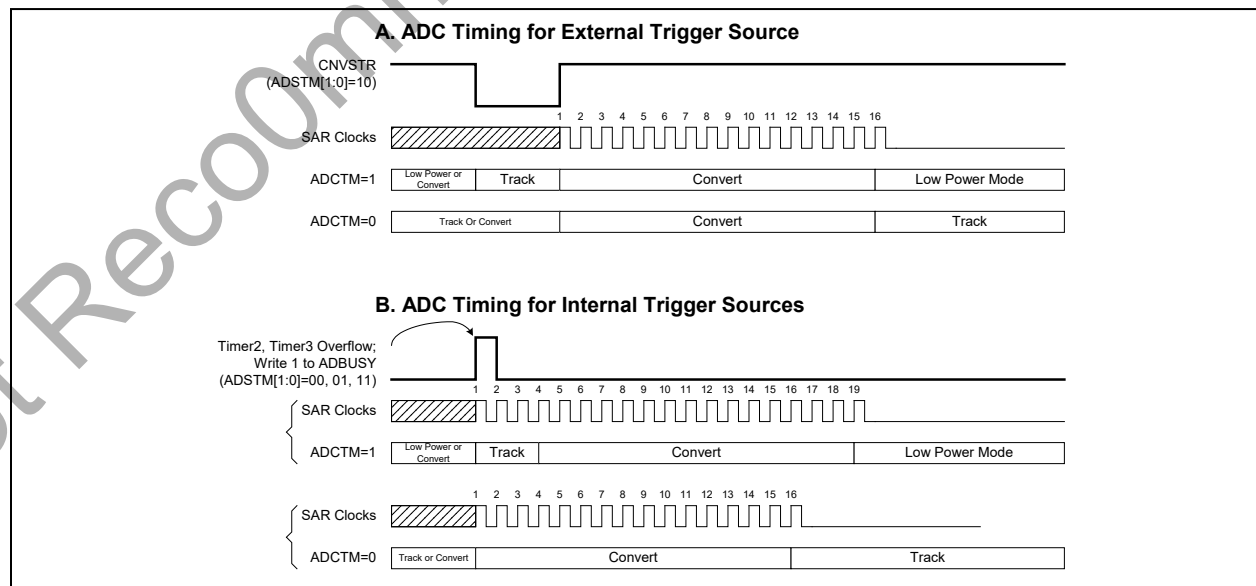 A. ADC Timing for External Trigger Source
CNVSTR
(ADSTM[1:0]=10)
1 2 3 4 5 6 7 8 9 10 11 12 13 14 15 16
SAR Clocks
ADCTM=1
Low Power or
Convert
Track
Convert
Low Power Mode
ADCTM=0
Track Or Convert
Convert
Track
B. ADC Timing for Internal Trigger Sources
Timer2, Timer3 Overflow;
Write 1 to ADBUSY
(ADSTM[1:0]=00, 01, 11)
1 2 3 4 5 6 7 8 9 10 11 12 13 14 15 16 17 18 19
SAR Clocks
ADCTM=1
Low Power or
Convert
Track
Convert
Low Power Mode
1 2 3 4 5 6 7 8 9 10 11 12 13 14 15 16
SAR Clocks
ADCTM=0
Track or Convert
Convert
Track